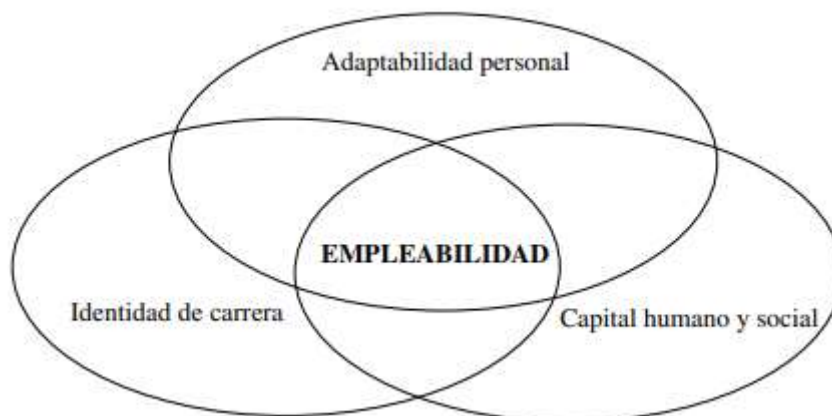 Adaptabilidad personal
EMPLEABILIDAD
Identidad de carrera
Capital humano y social